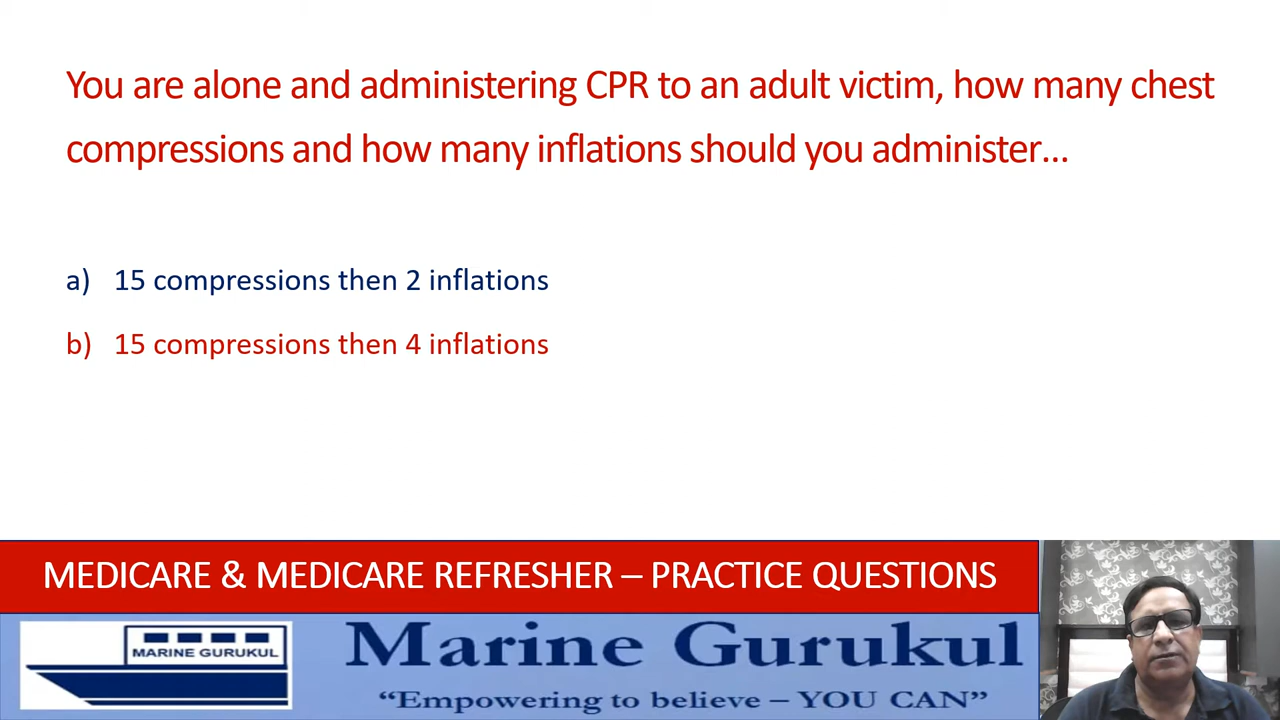 You are alone and administering CPR to an adult victim, how many chest
compressions and how many inflations should you administer...
a) 15 compressions then 2 inflations
b) 15 compressions then 4 inflations
MEDICARE & MEDICARE REFRESHER – PRACTICE QUESTIONS
MARINE GURUKUL
Marine Gurukul
“Empowering to believe – YOU CAN”